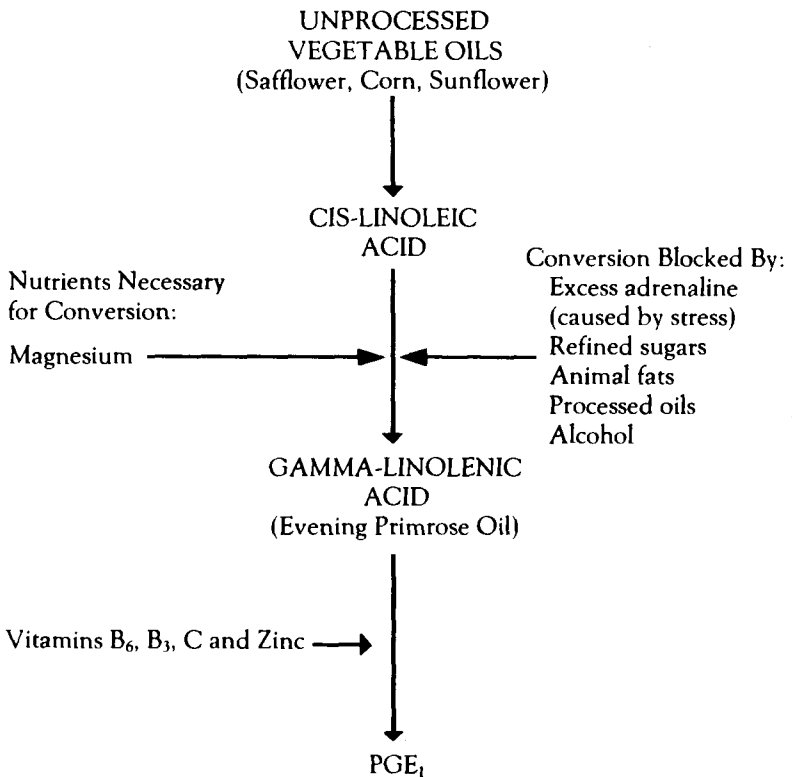 UNPROCESSED
VEGETABLE OILS
(Safflower, Corn, Sunflower)
CIS-LINOLEIC
ACID
Nutrients Necessary
for Conversion:
Magnesium
Conversion Blocked By:
Excess adrenaline
(caused by stress)
Refined sugars
Animal fats
Processed oils
Alcohol
GAMMA-LINOLENIC
ACID
(Evening Primrose Oil)
Vitamins B₆, B₃, C and Zinc
PGE₁